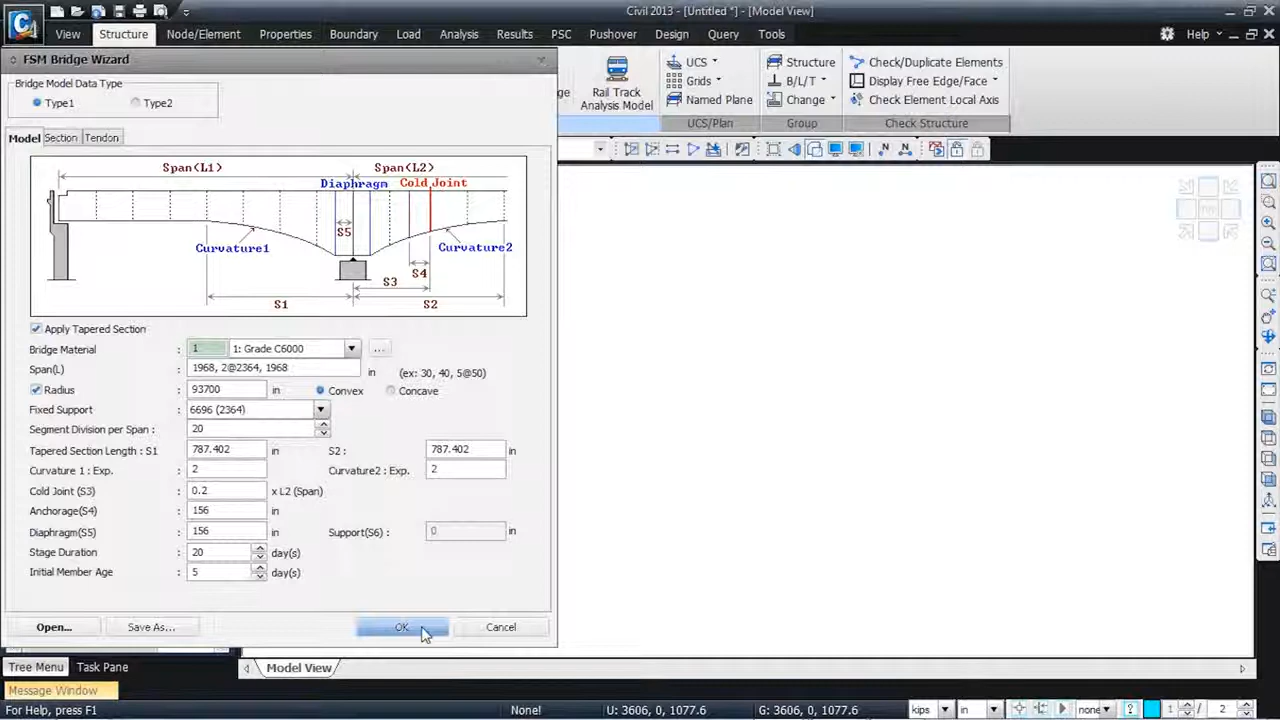 Civil 2013 - [Untitled *] - [Model View]
View Structure Node/Element Properties Boundary Load Analysis Results PSC Pushover Design Query Tools Help
FSM Bridge Wizard
UCS
Structure
Check/Duplicate Elements
Grids
B/L/T
Display Free Edge/Face
Named Plane
Change
Check Element Local Axis
Rail Track
Analysis Model
UCS/Plan
Group
Check Structure
Bridge Model Data Type
Type1 Type2
Model Section Tendon
Span(L1) Span(L2)
Diaphragm Cold Joint
S5
Curvature1 Curvature2
S4
S3
S1 S2
Apply Tapered Section
Bridge Material : 1 1: Grade C6000 ...
Span(L) : 1968, 2@2364, 1968 in (ex: 30, 40, 5@50)
Radius : 93700 in Convex Concave
Fixed Support : 6696 (2364)
Segment Division per Span : 20
Tapered Section Length : S1 787.402 in S2 : 787.402 in
Curvature 1 : Exp. : 2 Curvature2 : Exp. 2
Cold Joint (S3) : 0.2 x L2 (Span)
Anchorage(S4) : 156 in
Diaphragm(S5) : 156 in Support(S6) : 0 in
Stage Duration : 20 day(s)
Initial Member Age : 5 day(s)
Open... Save As... OK Cancel
Tree Menu Task Pane Model View
Message Window
For Help, press F1 None! U: 3606, 0, 1077.6 G: 3606, 0, 1077.6 kips in none 1 / 2